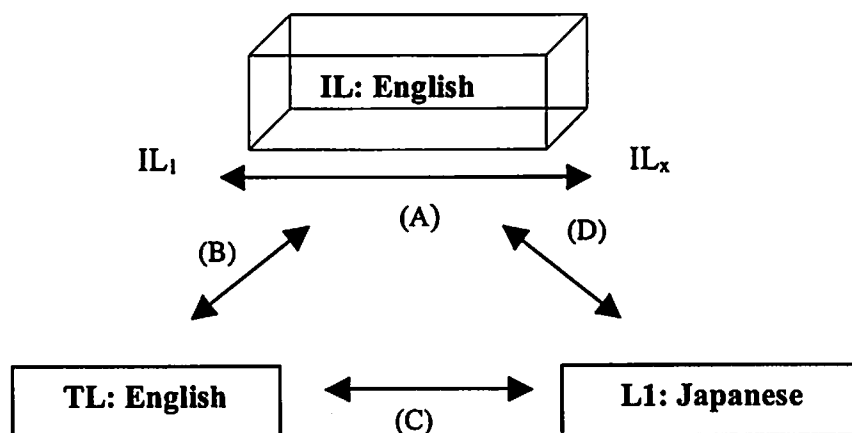 IL: English
IL₁
ILₓ
(A)
(B)
(D)
TL: English
L1: Japanese
(C)